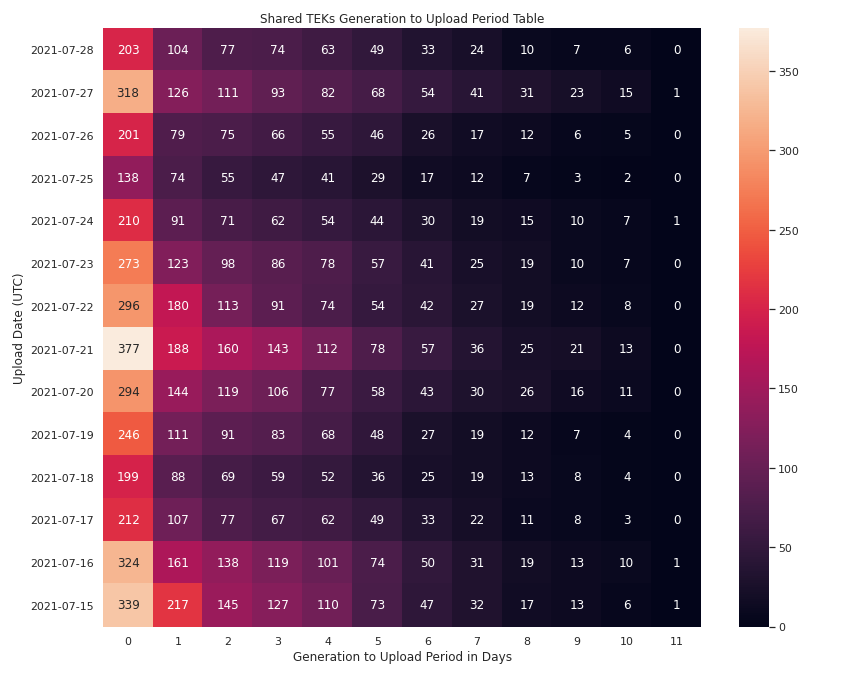 Shared TEKs Generation to Upload Period Table
Upload Date (UTC)
2021-07-28 203 104 77 74 63 49 33 24 10 7 6 0
2021-07-27 318 126 111 93 82 68 54 41 31 23 15 1
2021-07-26 201 79 75 66 55 46 26 17 12 6 5 0
2021-07-25 138 74 55 47 41 29 17 12 7 3 2 0
2021-07-24 210 91 71 62 54 44 30 19 15 10 7 1
2021-07-23 273 123 98 86 78 57 41 25 19 10 7 0
2021-07-22 296 180 113 91 74 54 42 27 19 12 8 0
2021-07-21 377 188 160 143 112 78 57 36 25 21 13 0
2021-07-20 294 144 119 106 77 58 43 30 26 16 11 0
2021-07-19 246 111 91 83 68 48 27 19 12 7 4 0
2021-07-18 199 88 69 59 52 36 25 19 13 8 4 0
2021-07-17 212 107 77 67 62 49 33 22 11 8 3 0
2021-07-16 324 161 138 119 101 74 50 31 19 13 10 1
2021-07-15 339 217 145 127 110 73 47 32 17 13 6 1
0 1 2 3 4 5 6 7 8 9 10 11
Generation to Upload Period in Days
350
300
250
200
150
100
50
0